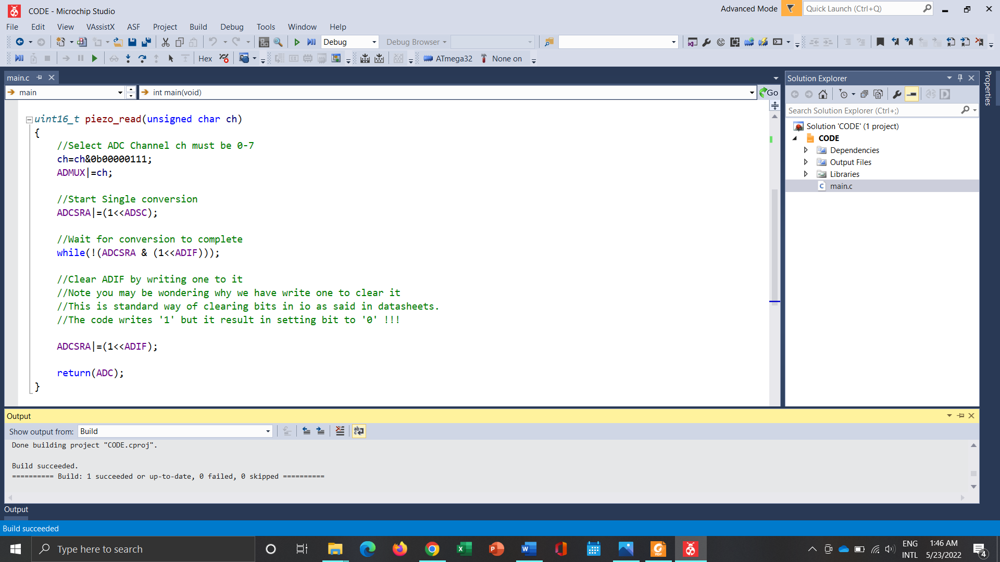 CODE - Microchip Studio
Advanced Mode
Quick Launch (Ctrl+Q)
File Edit View VAssistX ASF Project Build Debug Tools Window Help
Debug Debug Browser
Hex ATmega32 None on
main.c
main int main(void) Go
uint16_t piezo_read(unsigned char ch)
{
//Select ADC Channel ch must be 0-7
ch=ch&0b00000111;
ADMUX|=ch;
//Start Single conversion
ADCSRA|=(1<<ADSC);
//Wait for conversion to complete
while(!(ADCSRA & (1<<ADIF)));
//Clear ADIF by writing one to it
//Note you may be wondering why we have write one to clear it
//This is standard way of clearing bits in io as said in datasheets.
//The code writes '1' but it result in setting bit to '0' !!!
ADCSRA|=(1<<ADIF);
return(ADC);
}
Solution Explorer
Search Solution Explorer (Ctrl+;)
Solution 'CODE' (1 project)
CODE
Dependencies
Output Files
Libraries
main.c
Properties
Output
Show output from: Build
Done building project "CODE.cproj".
Build succeeded.
========== Build: 1 succeeded or up-to-date, 0 failed, 0 skipped ==========
Output
Build succeeded
Type here to search
ENG
INTL
1:46 AM
5/23/2022
4